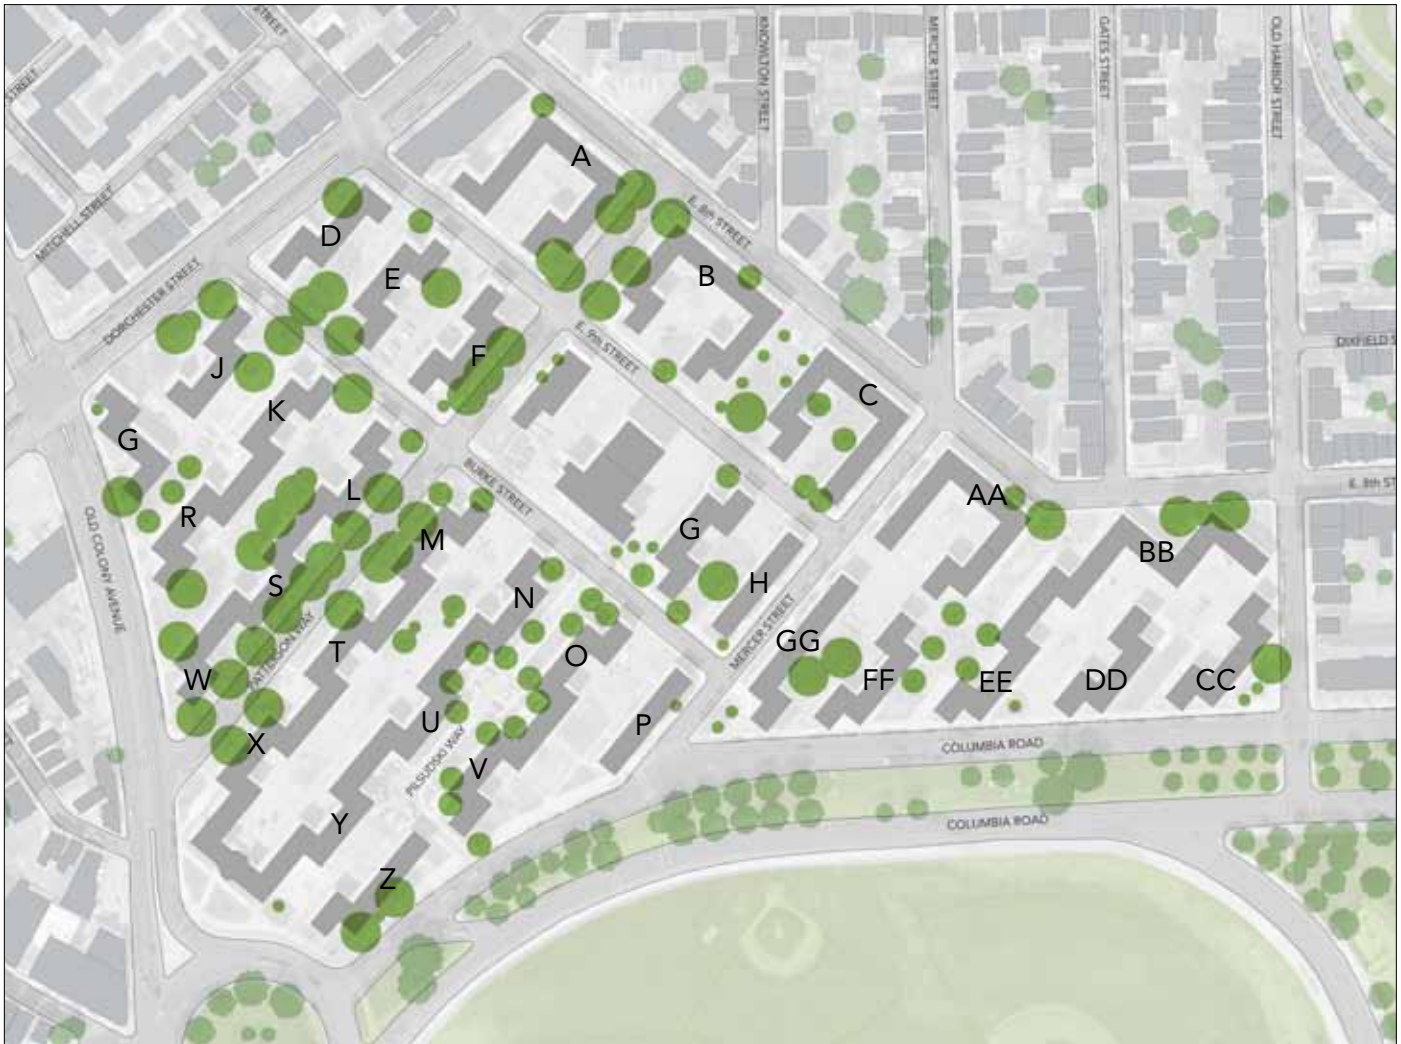 STREET
KNOWLTON STREET
MERCER STREET
GATES STREET
OLD HARBOR STREET
STREET
A
MITCHELL STREET
E. 8th STREET
D
B
E
DORCHESTER STREET
E. 9th STREET
F
DIXFIELD S
J
C
K
G
BURKE STREET
L
AA
E. 8th ST
R
M
G
BB
OLD COLONY AVENUE
S
H
N
MERCER STREET
T
O
GG
W
FF
EE
DD
CC
U
P
X
PILSUDSKI WAY
COLUMBIA ROAD
V
Y
COLUMBIA ROAD
Z